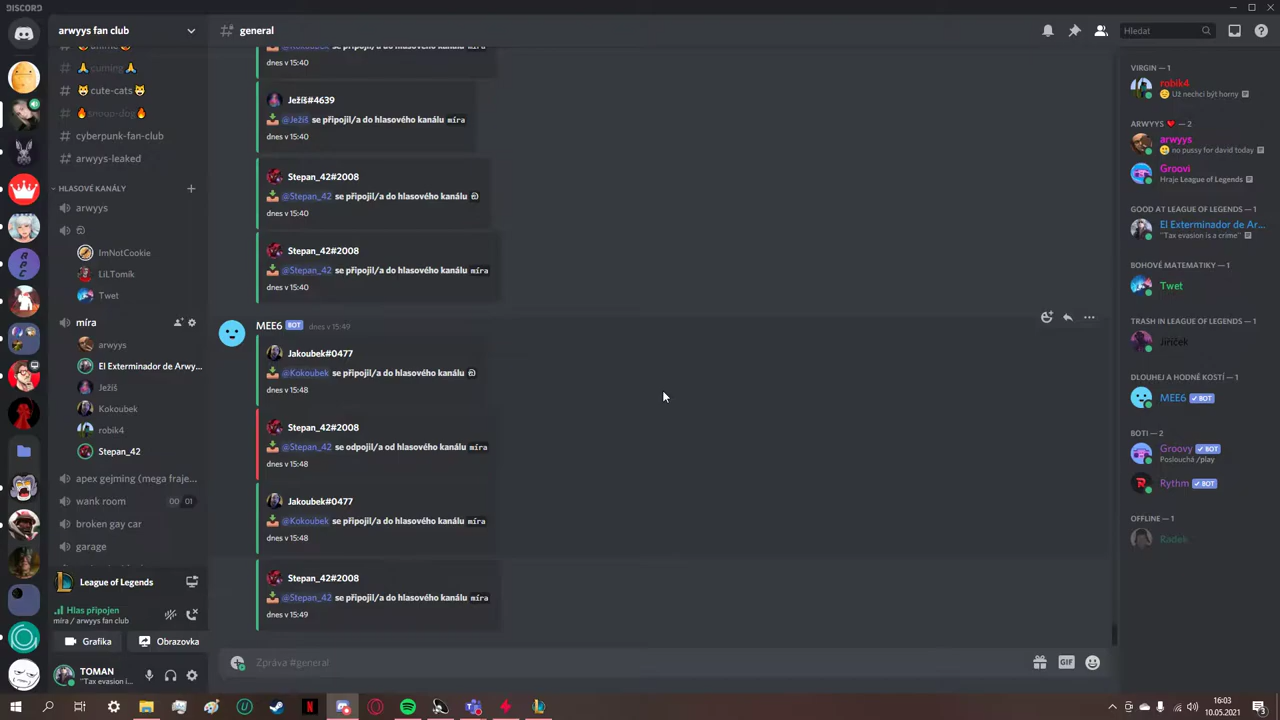 DISCORD
arwyys fan club
general
Hledat
cute-cats
cyberpunk-fan-club
arwyys-leaked
HLASOVÉ KANÁLY
arwyys
ImNotCookie
LiLTomík
Twet
míra
arwyys
El Exterminador de Arwy...
Ježíš
Kokoubek
robik4
Stepan_42
apex gejming (mega fraje...
wank room 00 01
broken gay car
garage
League of Legends
Hlas připojen
míra / arwyys fan club
Grafika Obrazovka
TOMAN
"Tax evasion i...
dnes v 15:40
Ježíš#4639
@Ježíš se připojil/a do hlasového kanálu míra
dnes v 15:40
Stepan_42#2008
@Stepan_42 se připojil/a do hlasového kanálu
dnes v 15:40
Stepan_42#2008
@Stepan_42 se připojil/a do hlasového kanálu míra
dnes v 15:40
MEE6 BOT dnes v 15:49
Jakoubek#0477
@Kokoubek se připojil/a do hlasového kanálu
dnes v 15:48
Stepan_42#2008
@Stepan_42 se odpojil/a od hlasového kanálu míra
dnes v 15:48
Jakoubek#0477
@Kokoubek se připojil/a do hlasového kanálu míra
dnes v 15:48
Stepan_42#2008
@Stepan_42 se připojil/a do hlasového kanálu míra
dnes v 15:49
Zpráva #general
GIF
VIRGIN — 1
robik4
Už nechci být horny
ARWYYS ❤ — 2
arwyys
no pussy for david today
Groovi
Hraje League of Legends
GOOD AT LEAGUE OF LEGENDS — 1
El Exterminador de Ar...
"Tax evasion is a crime"
BOHOVÉ MATEMATIKY — 1
Twet
TRASH IN LEAGUE OF LEGENDS — 1
Jiříček
DLOUHEJ A HODNĚ KOSTÍ — 1
MEE6 BOT
BOTI — 2
Groovy BOT
Poslouchá /play
Rythm BOT
OFFLINE — 1
Radek
16:03
10.05.2021